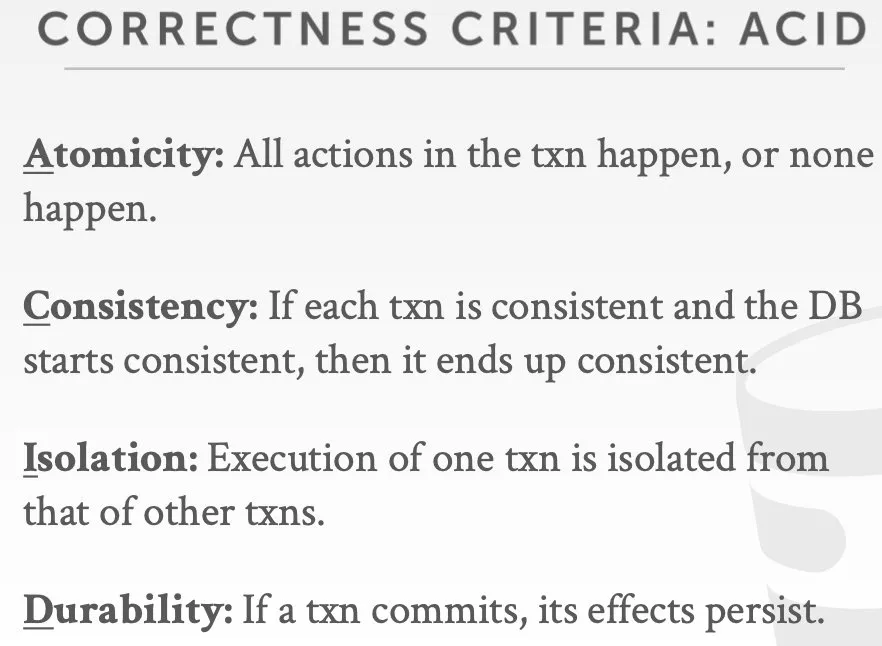 CORRECTNESS CRITERIA: ACID
Atomicity: All actions in the txn happen, or none
happen.
Consistency: If each txn is consistent and the DB
starts consistent, then it ends up consistent.
Isolation: Execution of one txn is isolated from
that of other txns.
Durability: If a txn commits, its effects persist.